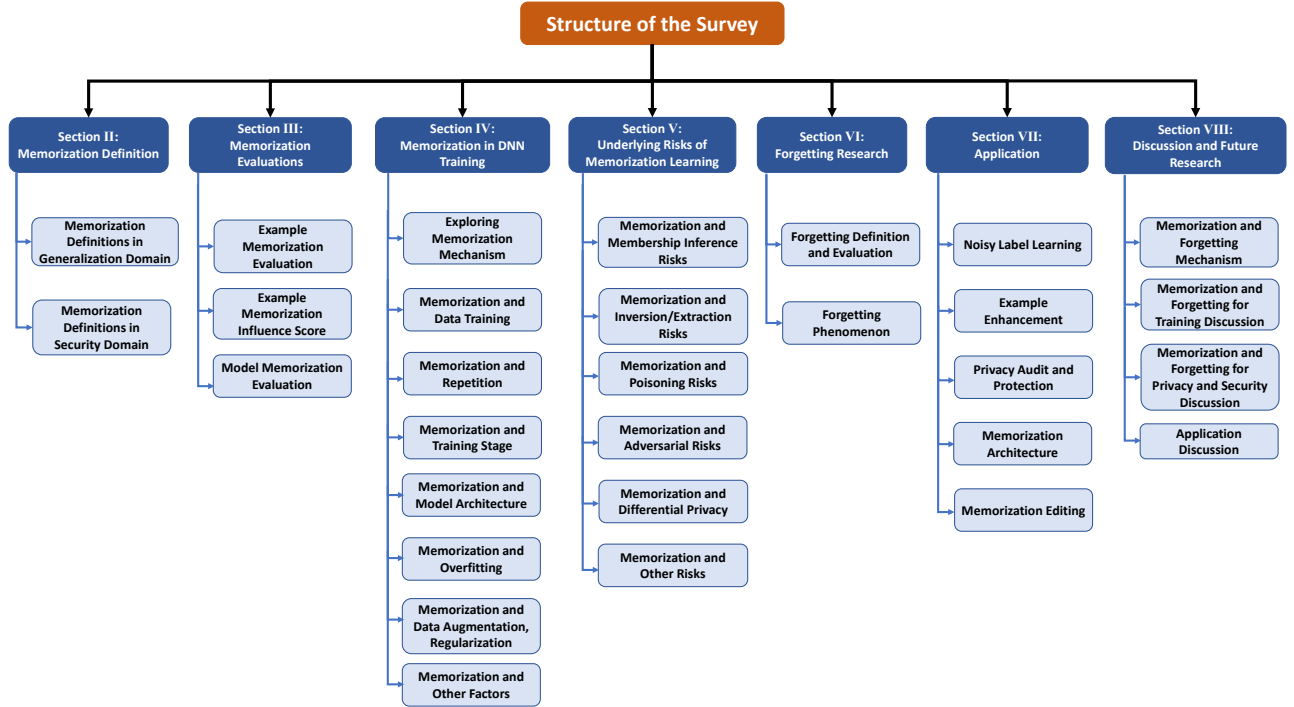 Structure of the Survey
Section II:
Memorization Definition
Memorization
Definitions in
Generalization Domain
Memorization
Definitions in
Security Domain
Section III:
Memorization
Evaluations
Example
Memorization
Evaluation
Example
Memorization
Influence Score
Model Memorization
Evaluation
Section IV:
Memorization in DNN
Training
Exploring
Memorization
Mechanism
Memorization and
Data Training
Memorization and
Repetition
Memorization and
Training Stage
Memorization and
Model Architecture
Memorization and
Overfitting
Memorization and
Data Augmentation,
Regularization
Memorization and
Other Factors
Section V:
Underlying Risks of
Memorization Learning
Memorization and
Membership Inference
Risks
Memorization and
Inversion/Extraction
Risks
Memorization and
Poisoning Risks
Memorization and
Adversarial Risks
Memorization and
Differential Privacy
Memorization and
Other Risks
Section VI:
Forgetting Research
Forgetting Definition
and Evaluation
Forgetting
Phenomenon
Section VII:
Application
Noisy Label Learning
Example
Enhancement
Privacy Audit and
Protection
Memorization
Architecture
Memorization Editing
Section VIII:
Discussion and Future
Research
Memorization and
Forgetting
Mechanism
Memorization and
Forgetting for
Training Discussion
Memorization and
Forgetting for
Privacy and Security
Discussion
Application
Discussion